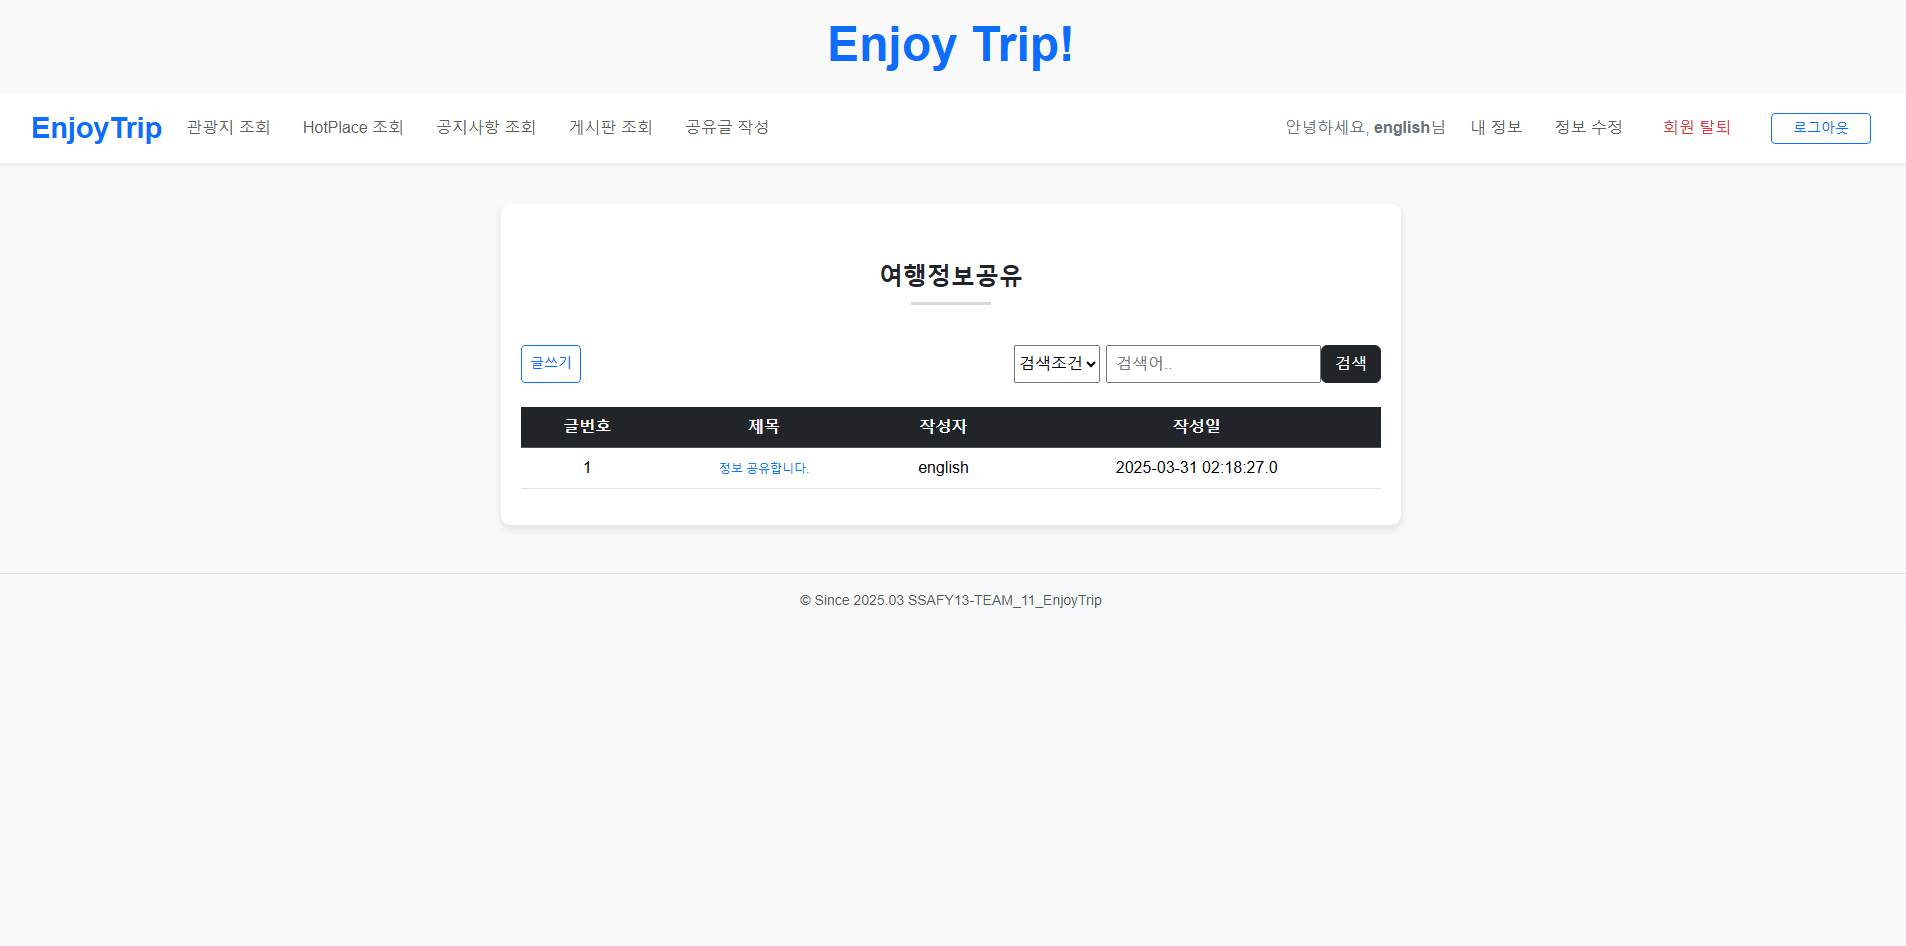 Enjoy Trip!
EnjoyTrip 관광지 조회 HotPlace 조회 공지사항 조회 게시판 조회 공유글 작성 안녕하세요, english님 내 정보 정보 수정 회원 탈퇴 로그아웃
여행정보공유
글쓰기 검색조건 검색어.. 검색
글번호 제목 작성자 작성일
1 정보 공유합니다. english 2025-03-31 02:18:27.0
© Since 2025.03 SSAFY13-TEAM_11_EnjoyTrip